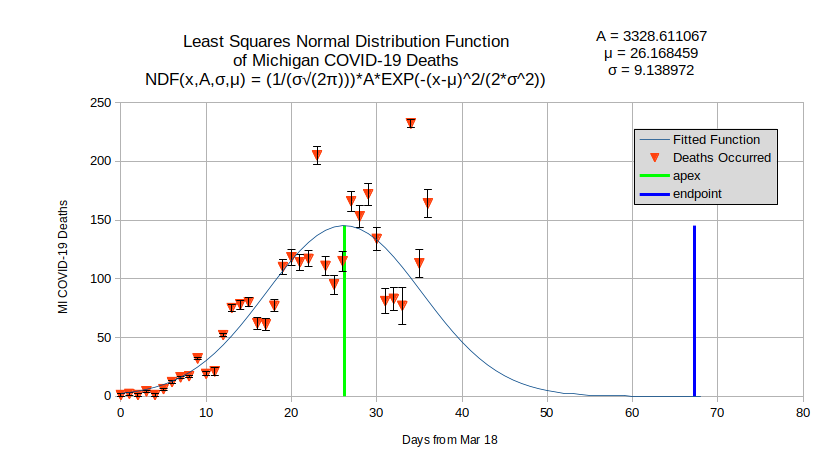 Least Squares Normal Distribution Function
of Michigan COVID-19 Deaths
NDF(x,A,σ,μ) = (1/(σ√(2π)))*A*EXP(-(x-μ)^2/(2*σ^2))
A = 3328.611067
μ = 26.168459
σ = 9.138972
250
200
150
100
50
0
MI COVID-19 Deaths
Fitted Function
Deaths Occurred
apex
endpoint
0 10 20 30 40 50 60 70 80
Days from Mar 18